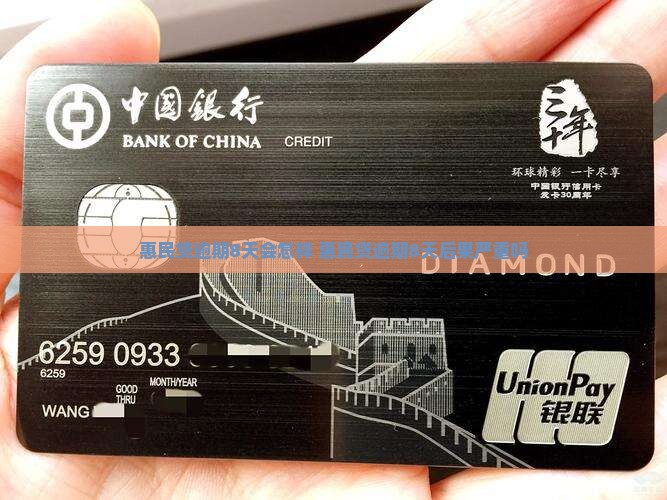 中國銀行
BANK OF CHINA
CREDIT
三十年
环球精彩 一卡尽享
中国银行信用卡
发卡30周年
惠民贷逾期8天会怎样 惠民贷逾期8天后果严重吗
DIAMOND
6259 0933
6259
GOOD
THRU
MONTH/YEAR
WANG
UnionPay
银联